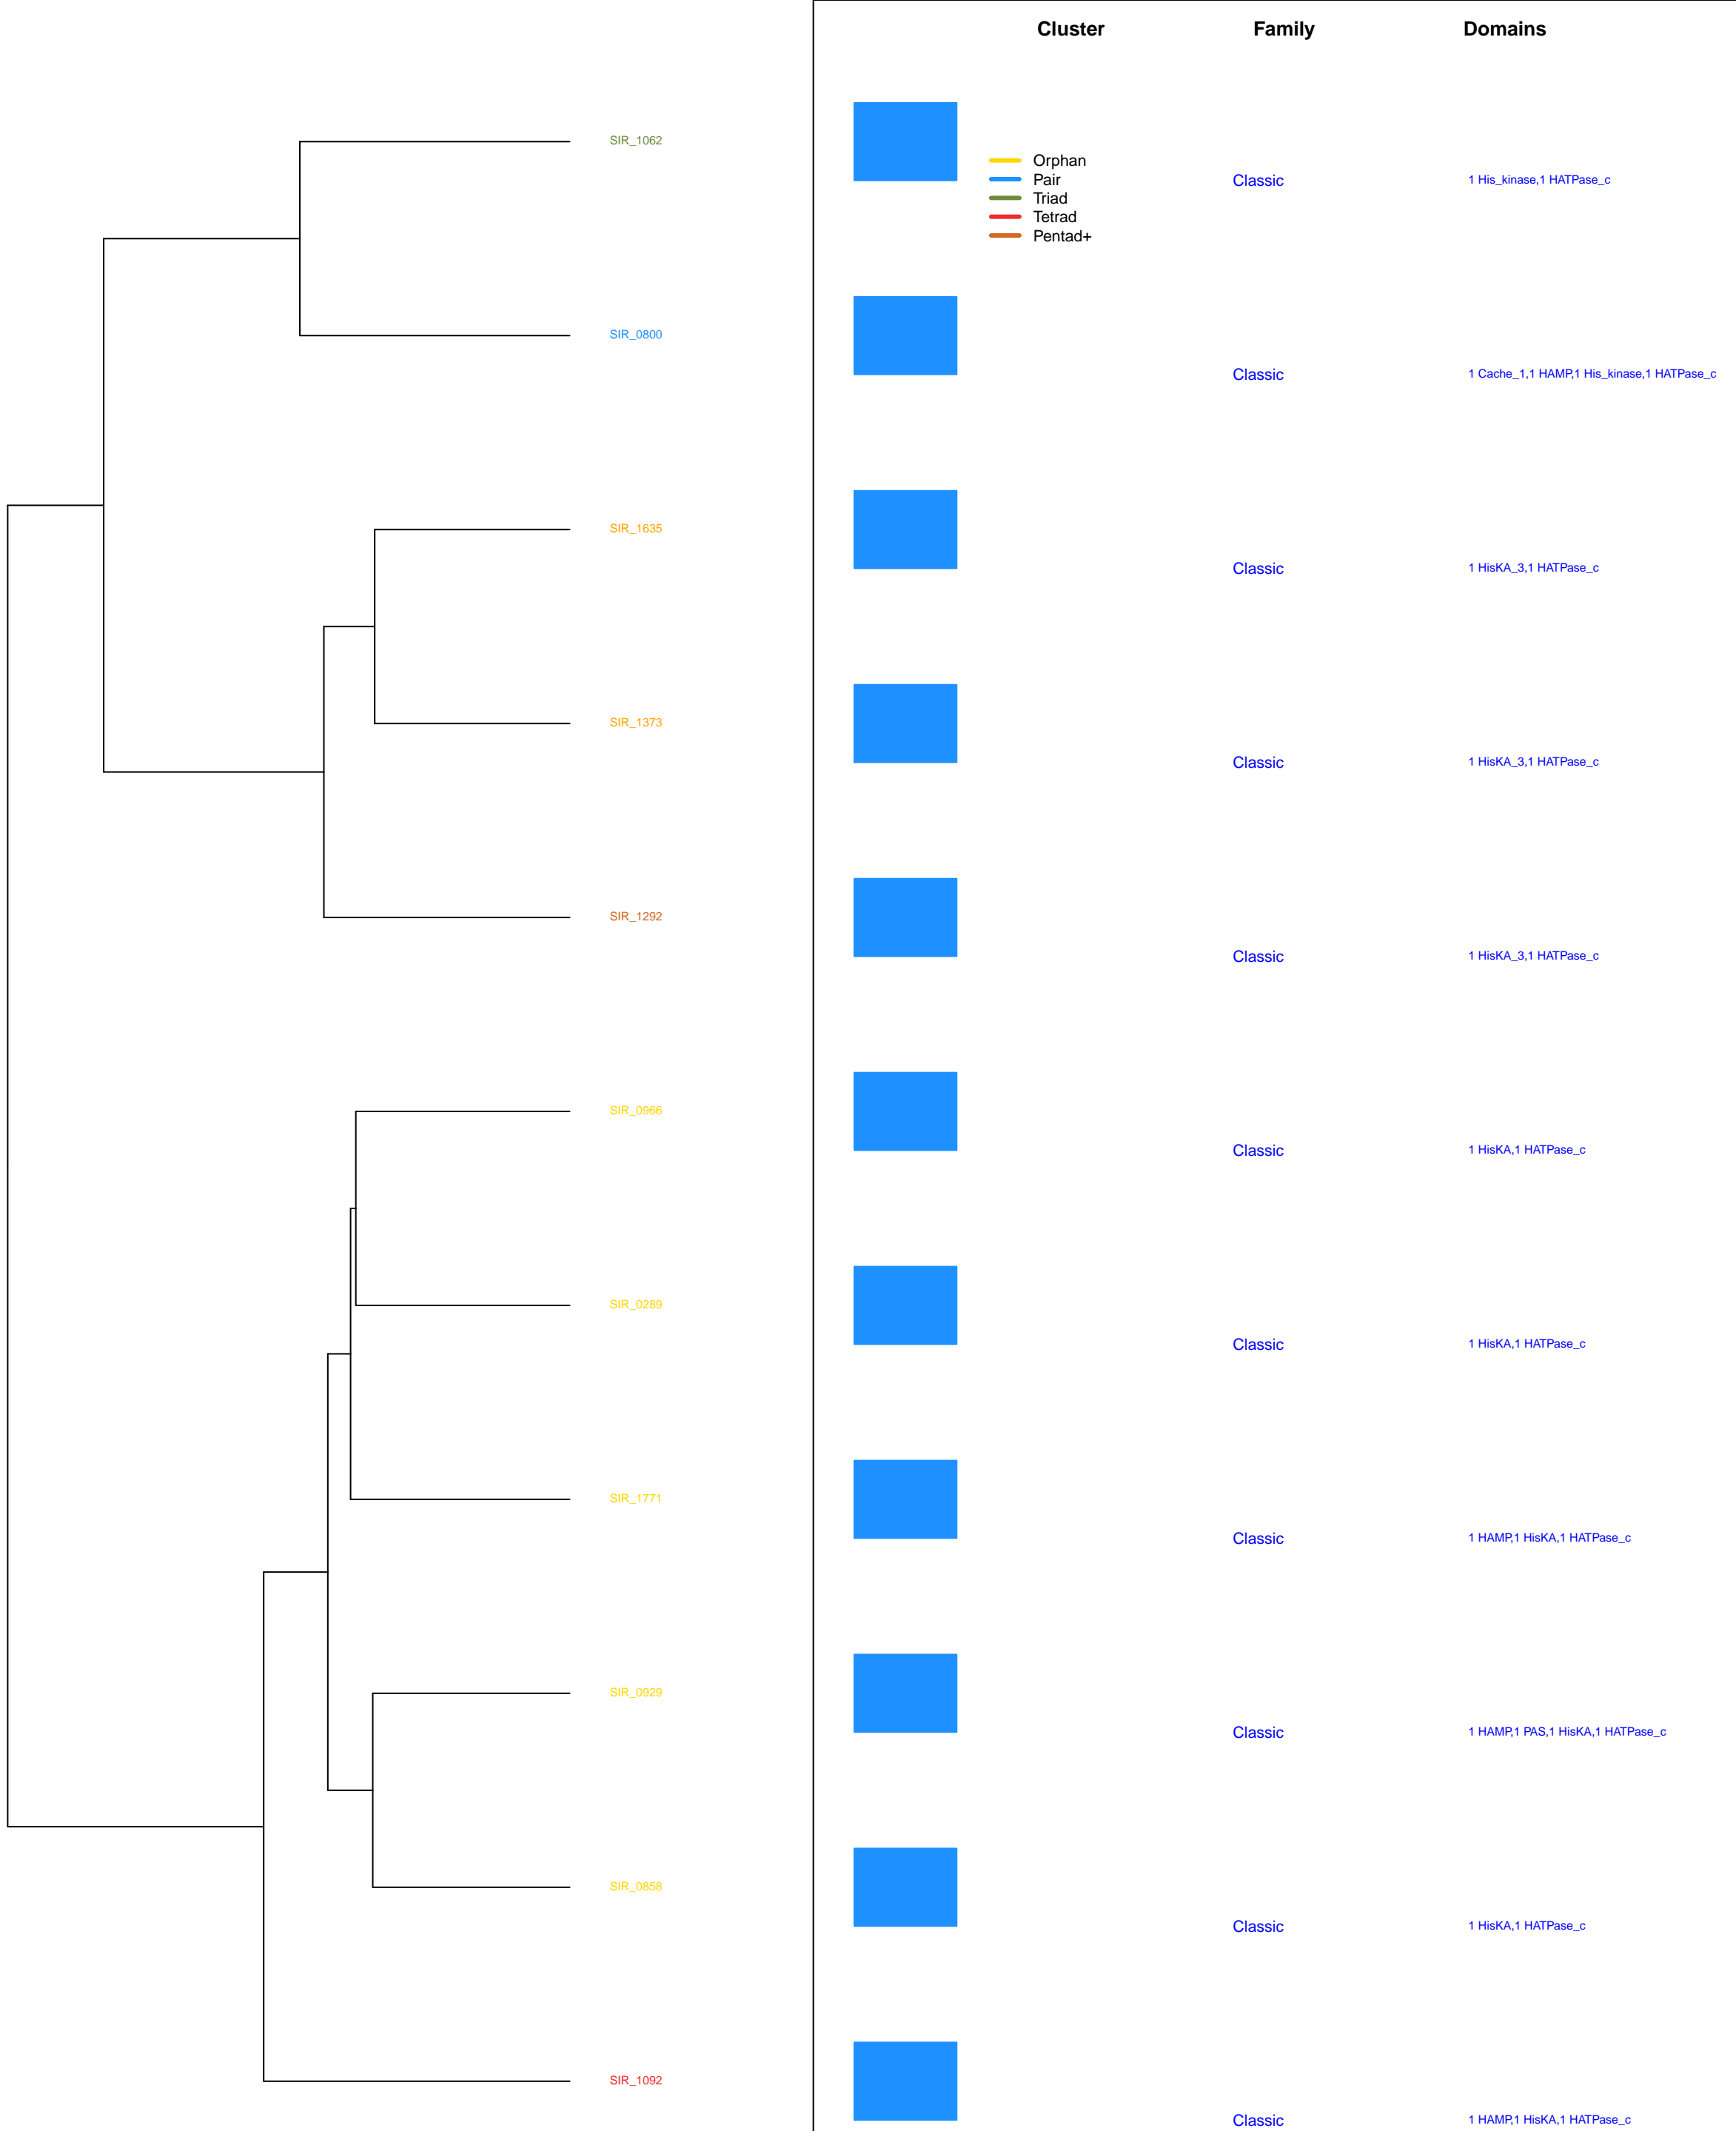 Cluster Family Domains
SIR_1062
Orphan
Pair
Triad
Tetrad
Pentad+
Classic 1 His_kinase,1 HATPase_c
SIR_0800
Classic 1 Cache_1,1 HAMP,1 His_kinase,1 HATPase_c
SIR_1635
Classic 1 HisKA_3,1 HATPase_c
SIR_1373
Classic 1 HisKA_3,1 HATPase_c
SIR_1292
Classic 1 HisKA_3,1 HATPase_c
SIR_0966
Classic 1 HisKA,1 HATPase_c
SIR_0289
Classic 1 HisKA,1 HATPase_c
SIR_1771
Classic 1 HAMP,1 HisKA,1 HATPase_c
SIR_0929
Classic 1 HAMP,1 PAS,1 HisKA,1 HATPase_c
SIR_0858
Classic 1 HisKA,1 HATPase_c
SIR_1092
Classic 1 HAMP,1 HisKA,1 HATPase_c